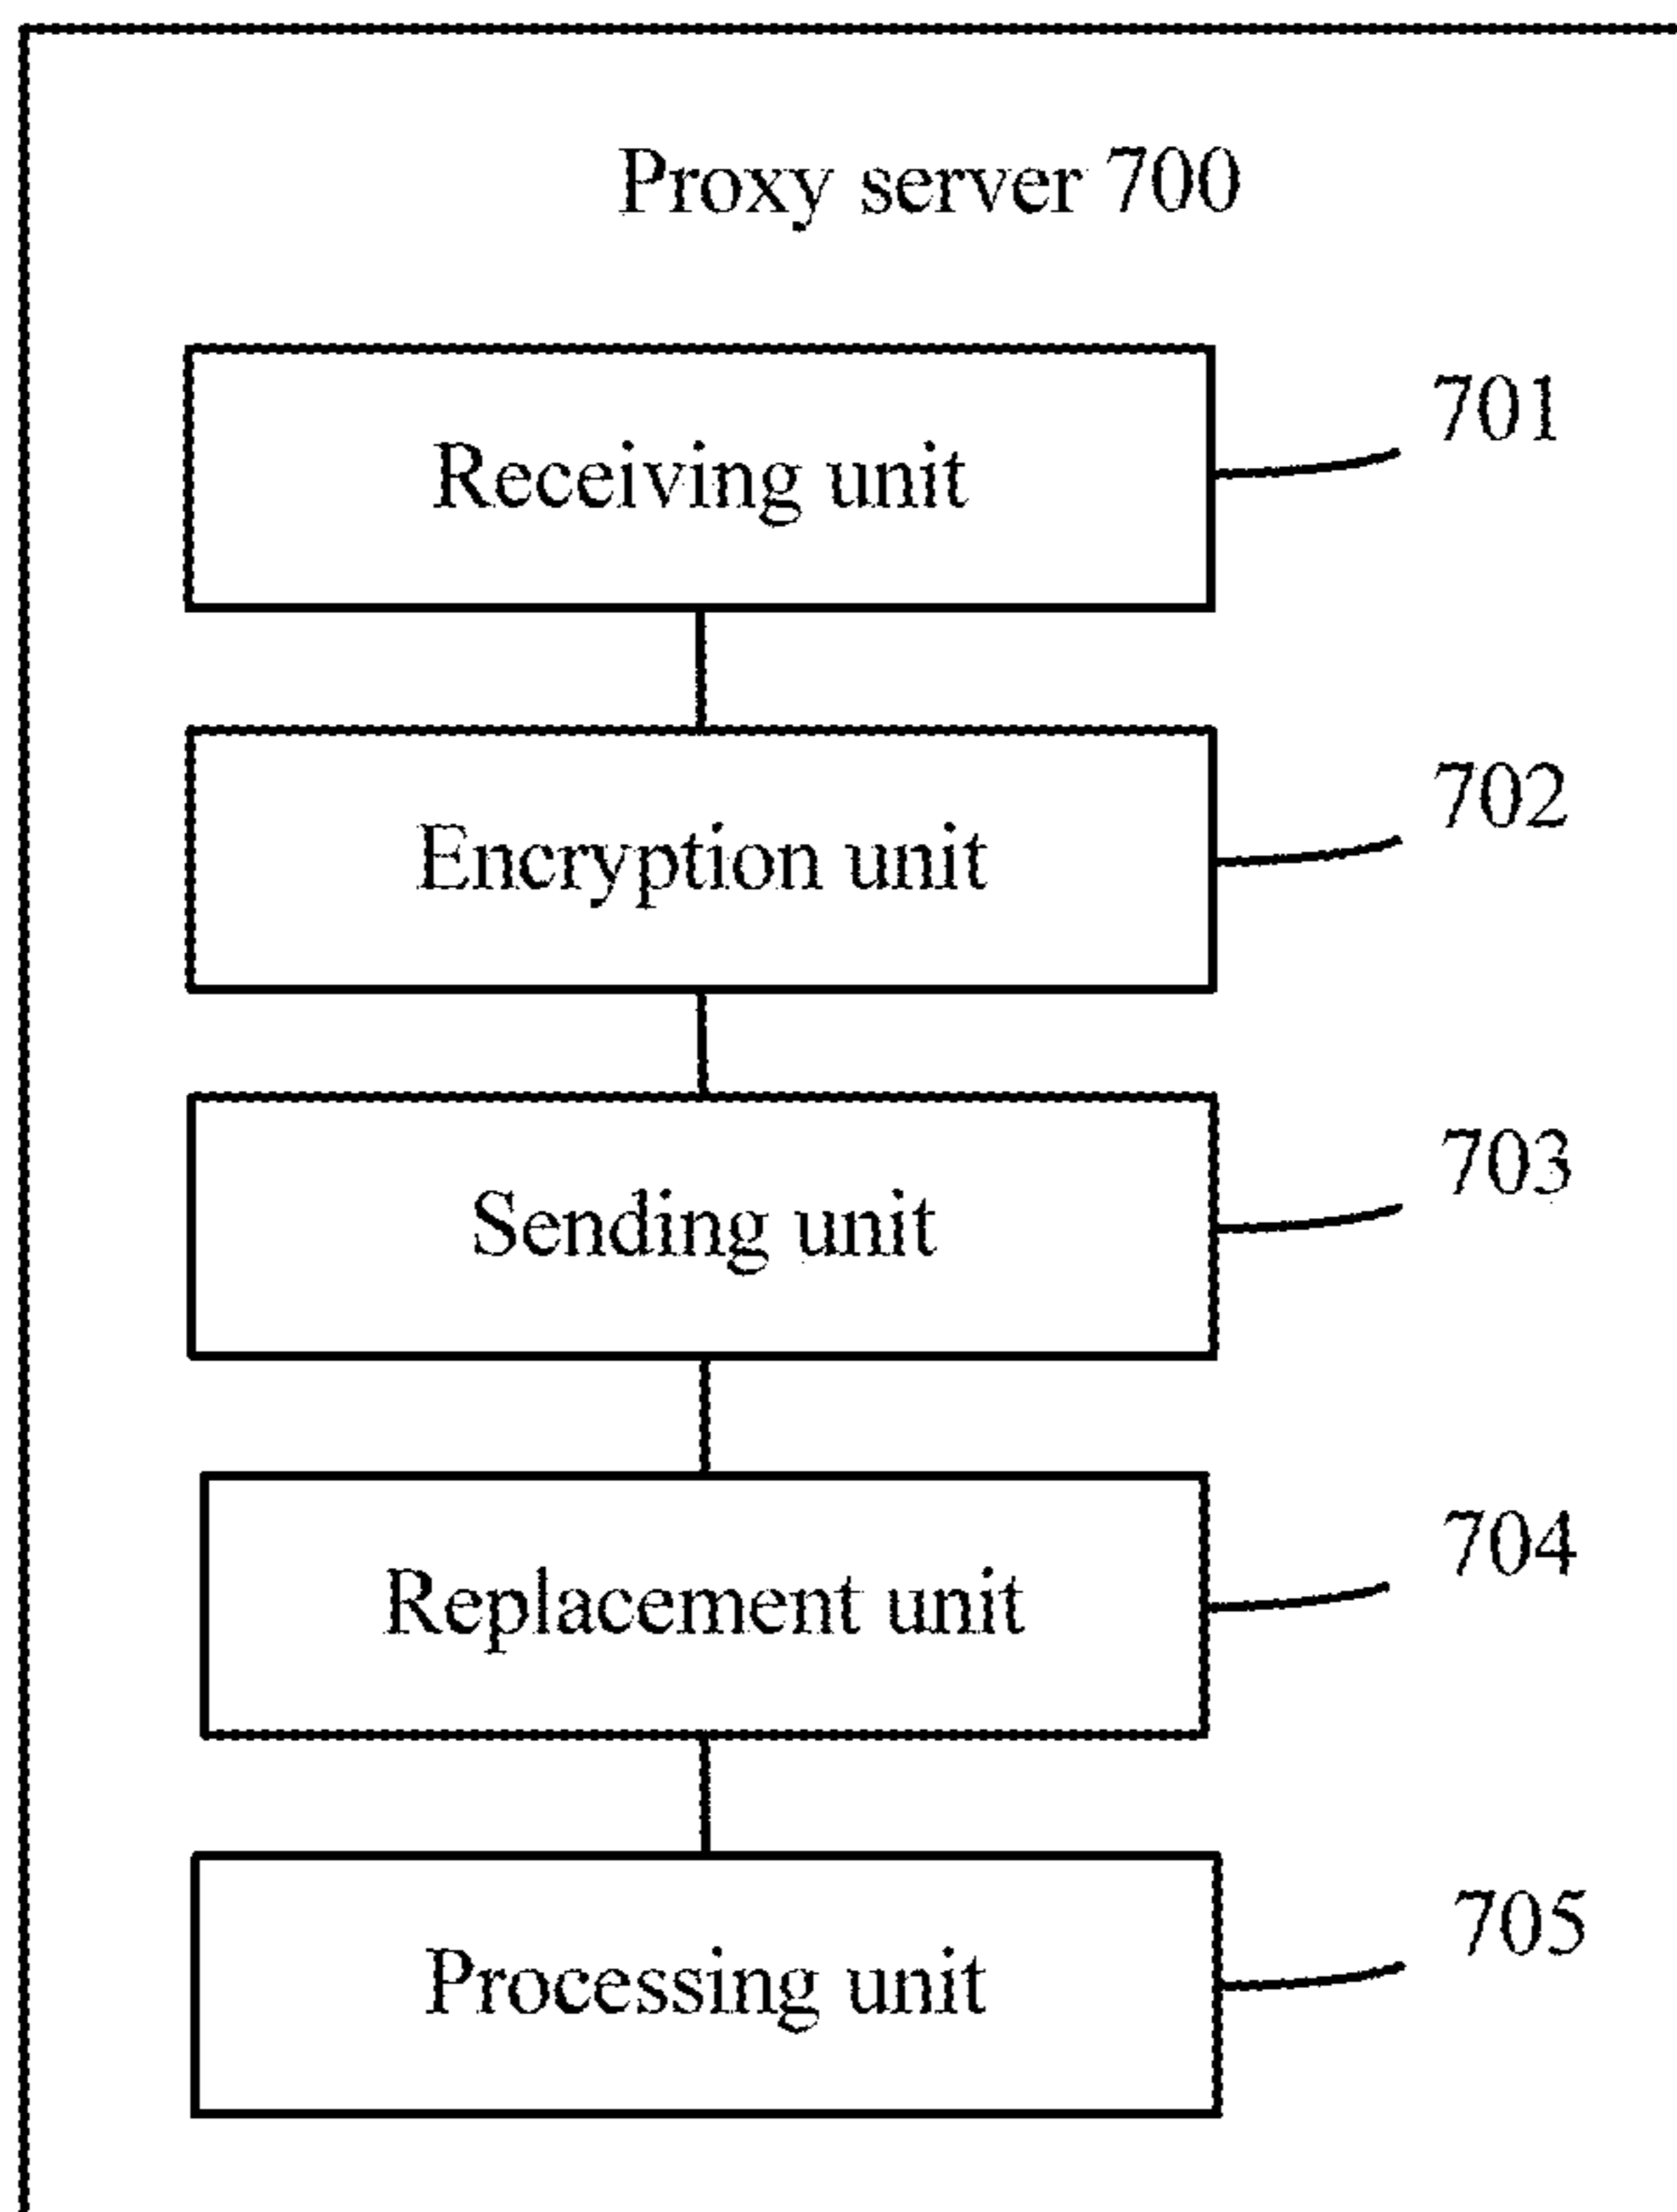 Proxy server 700
Receiving unit
701
Encryption unit
702
Sending unit
703
Replacement unit
704
Processing unit
705